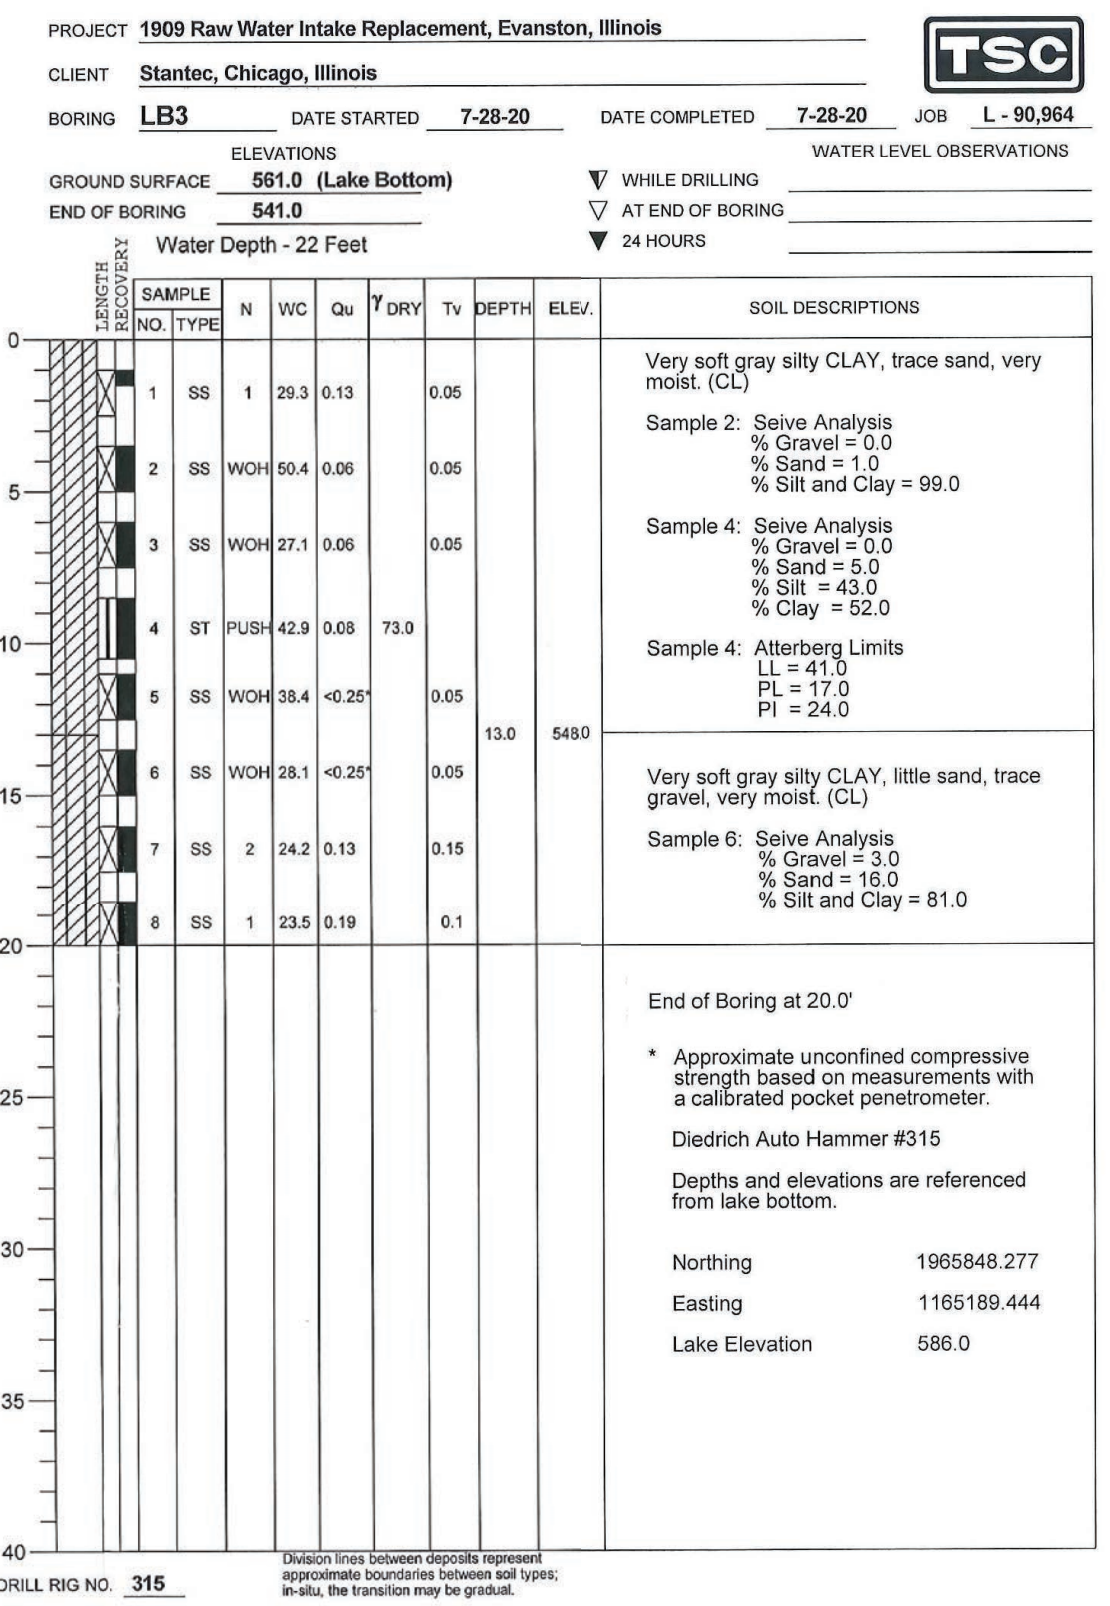 PROJECT 1909 Raw Water Intake Replacement, Evanston, Illinois
TSC
CLIENT Stantec, Chicago, Illinois
BORING LB3 DATE STARTED 7-28-20 DATE COMPLETED 7-28-20 JOB L - 90,964
ELEVATIONS WATER LEVEL OBSERVATIONS
GROUND SURFACE 561.0 (Lake Bottom) WHILE DRILLING
END OF BORING 541.0 AT END OF BORING
Water Depth - 22 Feet 24 HOURS
LENGTH
RECOVERY
SAMPLE N WC Qu γ DRY Tv DEPTH ELEV. SOIL DESCRIPTIONS
NO. TYPE
0
Very soft gray silty CLAY, trace sand, very
moist. (CL)
1 SS 1 29.3 0.13 0.05
Sample 2: Seive Analysis
% Gravel = 0.0
% Sand = 1.0
2 SS WOH 50.4 0.06 0.05
% Silt and Clay = 99.0
5
Sample 4: Seive Analysis
3 SS WOH 27.1 0.06 0.05
% Gravel = 0.0
% Sand = 5.0
% Silt = 43.0
% Clay = 52.0
4 ST PUSH 42.9 0.08 73.0
10
Sample 4: Atterberg Limits
LL = 41.0
PL = 17.0
5 SS WOH 38.4 <0.25* 0.05
PI = 24.0
13.0 548.0
6 SS WOH 28.1 <0.25* 0.05
Very soft gray silty CLAY, little sand, trace
15
gravel, very moist. (CL)
Sample 6: Seive Analysis
7 SS 2 24.2 0.13 0.15
% Gravel = 3.0
% Sand = 16.0
% Silt and Clay = 81.0
8 SS 1 23.5 0.19 0.1
20
End of Boring at 20.0'
* Approximate unconfined compressive
strength based on measurements with
a calibrated pocket penetrometer.
25
Diedrich Auto Hammer #315
Depths and elevations are referenced
from lake bottom.
30
Northing 1965848.277
Easting 1165189.444
Lake Elevation 586.0
35
40
Division lines between deposits represent
approximate boundaries between soil types;
in-situ, the transition may be gradual.
DRILL RIG NO. 315